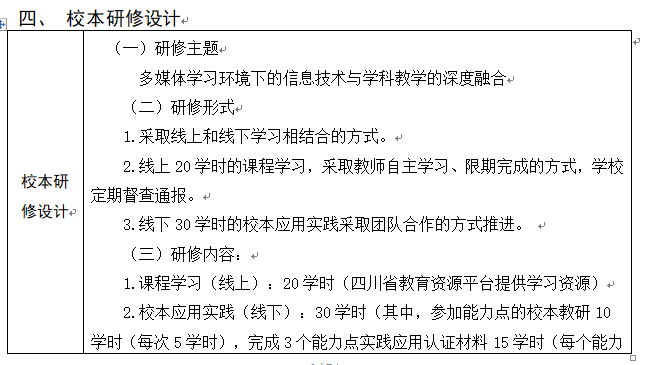 四、 校本研修设计
校本研
修设计
（一）研修主题
多媒体学习环境下的信息技术与学科教学的深度融合
（二）研修形式
1.采取线上和线下学习相结合的方式。
2.线上 20 学时的课程学习，采取教师自主学习、限期完成的方式，学校
定期督查通报。
3.线下 30 学时的校本应用实践采取团队合作的方式推进。
（三）研修内容：
1.课程学习（线上）：20 学时（四川省教育资源平台提供学习资源）
2.校本应用实践（线下）：30 学时（其中，参加能力点的校本教研 10
学时（每次 5 学时），完成 3 个能力点实践应用认证材料 15 学时（每个能力